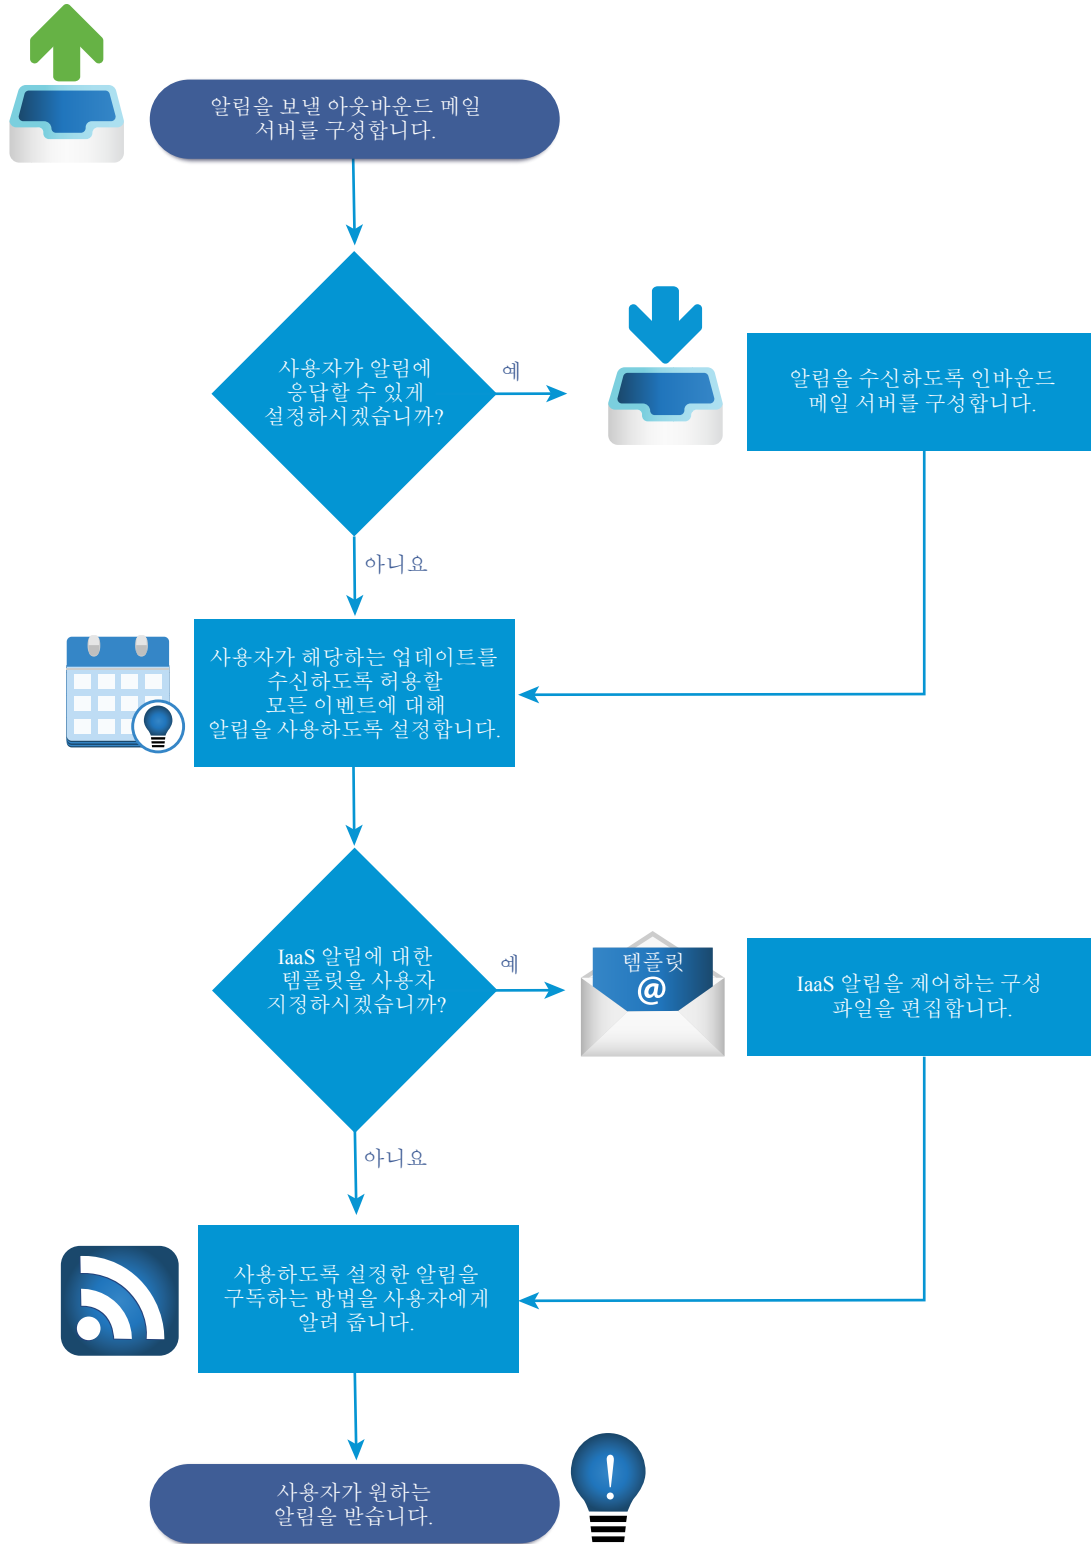 알림을 보낼 아웃바운드 메일
서버를 구성합니다.
사용자가 알림에
응답할 수 있게
설정하시겠습니까?
예
알림을 수신하도록 인바운드
메일 서버를 구성합니다.
아니요
사용자가 해당하는 업데이트를
수신하도록 허용할
모든 이벤트에 대해
알림을 사용하도록 설정합니다.
IaaS 알림에 대한
템플릿을 사용자
지정하시겠습니까?
예
템플릿
@
IaaS 알림을 제어하는 구성
파일을 편집합니다.
아니요
사용하도록 설정한 알림을
구독하는 방법을 사용자에게
알려 줍니다.
사용자가 원하는
알림을 받습니다.
!